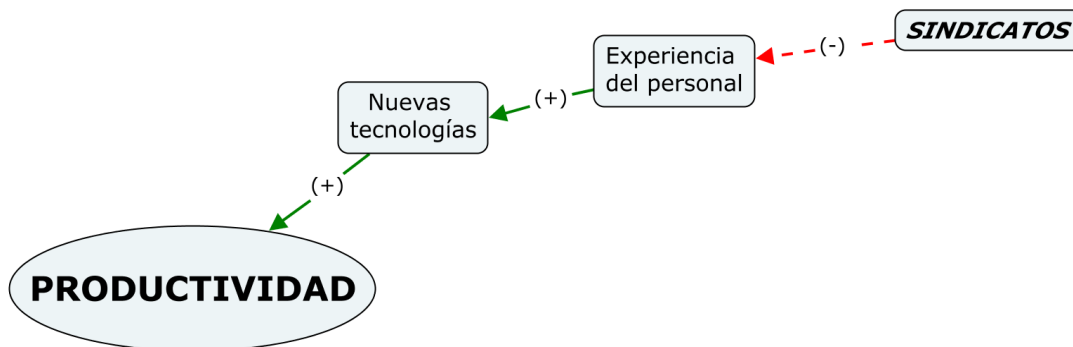 SINDICATOS
(-)
Experiencia
del personal
(+)
Nuevas
tecnologías
(+)
PRODUCTIVIDAD